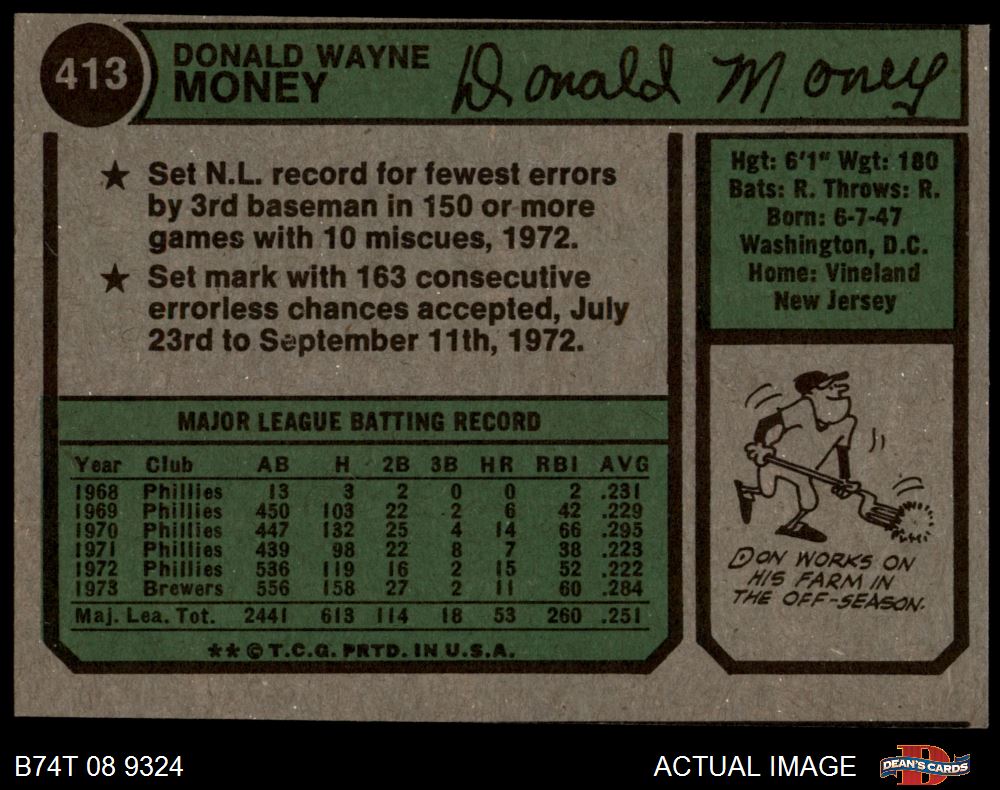 413
DONALD WAYNE
MONEY
Donald Money
★ Set N.L. record for fewest errors
by 3rd baseman in 150 or more
games with 10 miscues, 1972.
★ Set mark with 163 consecutive
errorless chances accepted, July
23rd to September 11th, 1972.
Hgt: 6'1" Wgt: 180
Bats: R. Throws: R.
Born: 6-7-47
Washington, D.C.
Home: Vineland
New Jersey
MAJOR LEAGUE BATTING RECORD
Year Club AB H 2B 3B HR RBI AVG
1968 Phillies 13 3 2 0 0 2 .231
1969 Phillies 450 103 22 2 6 42 .229
1970 Phillies 447 132 25 4 14 66 .295
1971 Phillies 439 98 22 8 7 38 .223
1972 Phillies 536 119 16 2 15 52 .222
1973 Brewers 556 158 27 2 11 60 .284
Maj. Lea. Tot. 2441 613 114 18 53 260 .251
** © T.C.G. PRTD. IN U.S.A.
DON WORKS ON
HIS FARM IN
THE OFF-SEASON.
B74T 08 9324
ACTUAL IMAGE
DEAN'S CARDS